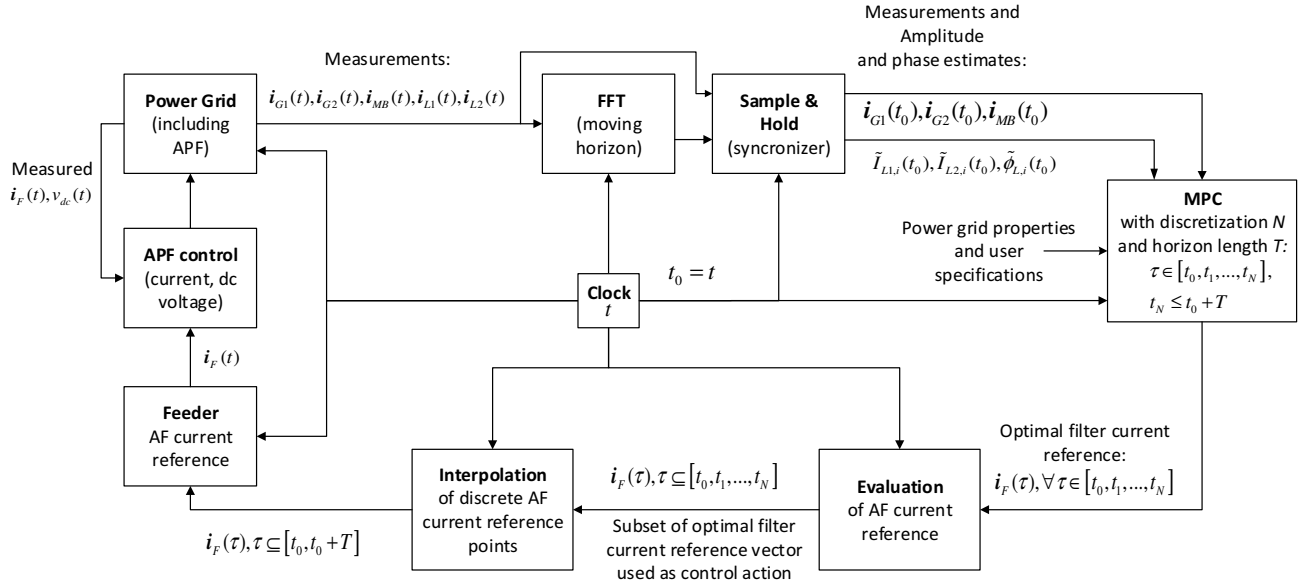 Measurements and
Amplitude
and phase estimates:
Measurements:
Power Grid
(including
APF)
𝒊_G1(t), 𝒊_G2(t), 𝒊_MB(t), 𝒊_L1(t), 𝒊_L2(t)
FFT
(moving
horizon)
Sample &
Hold
(syncronizer)
𝒊_G1(t_0), 𝒊_G2(t_0), 𝒊_MB(t_0)
Ĩ_L1,i(t_0), Ĩ_L2,i(t_0), φ̃_L,i(t_0)
Measured
𝒊_F(t), v_dc(t)
APF control
(current, dc
voltage)
Power grid properties
and user
specifications
MPC
with discretization N
and horizon length T:
τ ∈ [t_0, t_1, ..., t_N],
t_N ≤ t_0 + T
Clock
t
t_0 = t
𝒊_F(t)
Feeder
AF current
reference
Interpolation
of discrete AF
current reference
points
𝒊_F(τ), τ ⊆ [t_0, t_1, ..., t_N]
Subset of optimal filter
current reference vector
used as control action
Evaluation
of AF current
reference
Optimal filter current
reference:
𝒊_F(τ), ∀ τ ∈ [t_0, t_1, ..., t_N]
𝒊_F(τ), τ ⊆ [t_0, t_0 + T]